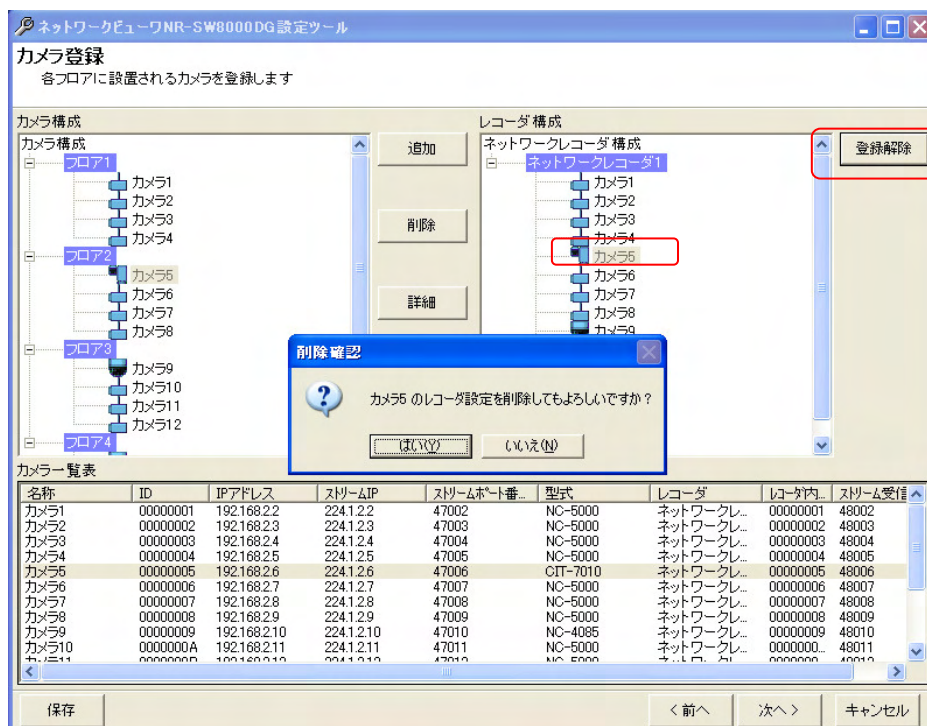 ネットワークビューワNR-SW8000DG設定ツール
カメラ登録
各フロアに設置されるカメラを登録します
カメラ構成
カメラ構成
フロア1
カメラ1
カメラ2
カメラ3
カメラ4
フロア2
カメラ5
カメラ6
カメラ7
カメラ8
フロア3
カメラ9
カメラ10
カメラ11
カメラ12
フロア4
追加
削除
詳細
レコーダ構成
ネットワークレコーダ構成
ネットワークレコーダ1
カメラ1
カメラ2
カメラ3
カメラ4
カメラ5
カメラ6
カメラ7
カメラ8
カメラ9
登録解除
削除確認
カメラ5 のレコーダ設定を削除してもよろしいですか？
はい(Y)
いいえ(N)
カメラ一覧表
名称 ID IPアドレス ストリームIP ストリームポート番... 型式 レコーダ レコーダ内... ストリーム受信
カメラ1 00000001 192.168.2.2 224.1.2.2 47002 NC-5000 ネットワークレ... 00000001 48002
カメラ2 00000002 192.168.2.3 224.1.2.3 47003 NC-5000 ネットワークレ... 00000002 48003
カメラ3 00000003 192.168.2.4 224.1.2.4 47004 NC-5000 ネットワークレ... 00000003 48004
カメラ4 00000004 192.168.2.5 224.1.2.5 47005 NC-5000 ネットワークレ... 00000004 48005
カメラ5 00000005 192.168.2.6 224.1.2.6 47006 CIT-7010 ネットワークレ... 00000005 48006
カメラ6 00000006 192.168.2.7 224.1.2.7 47007 NC-5000 ネットワークレ... 00000006 48007
カメラ7 00000007 192.168.2.8 224.1.2.8 47008 NC-5000 ネットワークレ... 00000007 48008
カメラ8 00000008 192.168.2.9 224.1.2.9 47009 NC-5000 ネットワークレ... 00000008 48009
カメラ9 00000009 192.168.2.10 224.1.2.10 47010 NC-4085 ネットワークレ... 00000009 48010
カメラ10 0000000A 192.168.2.11 224.1.2.11 47011 NC-5000 ネットワークレ... 0000000... 48011
保存
< 前へ
次へ >
キャンセル